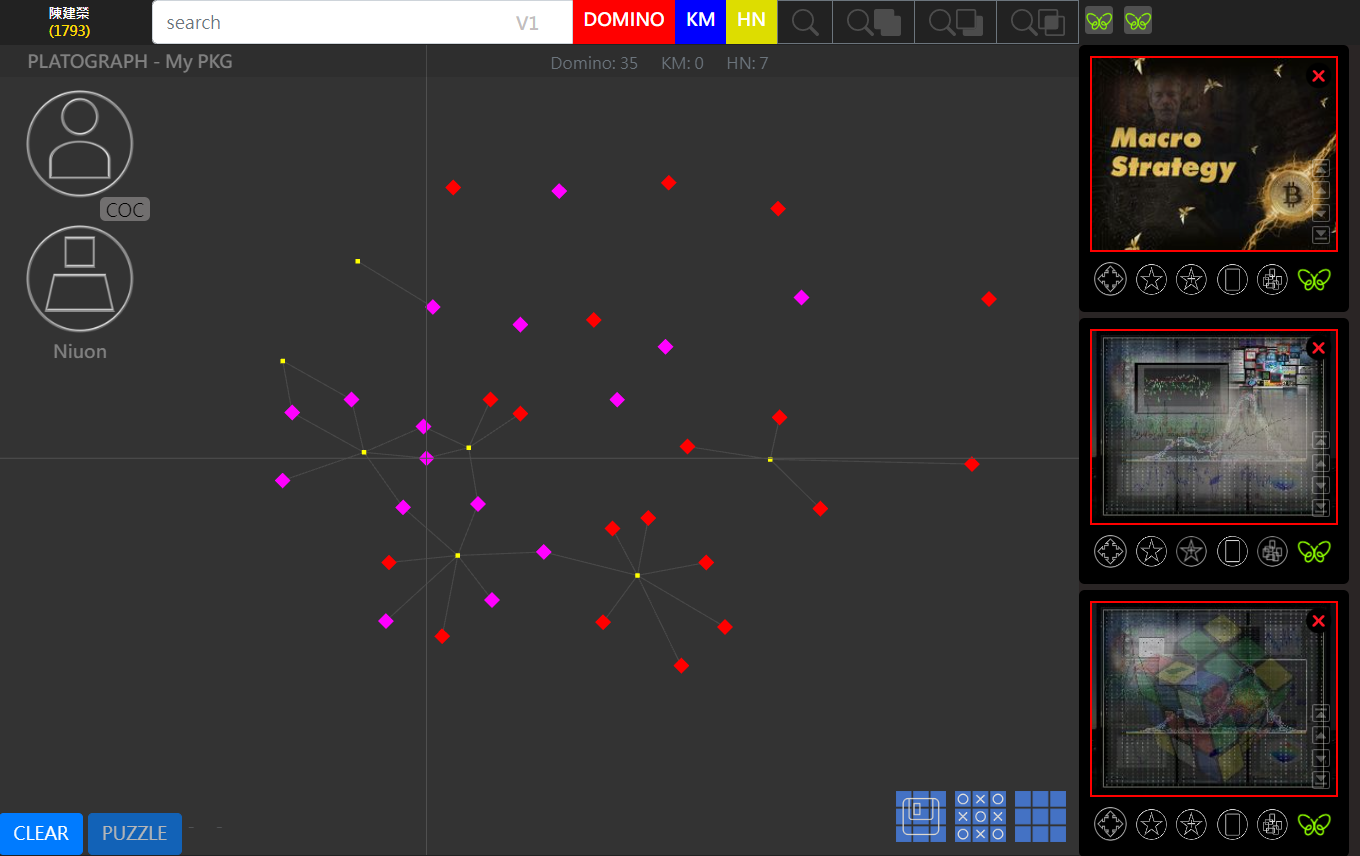 陳建榮
(1793)
search
V1
DOMINO
KM
HN
PLATOGRAPH - My PKG
Domino: 35
KM: 0
HN: 7
COC
Niuon
Macro
Strategy
CLEAR
PUZZLE